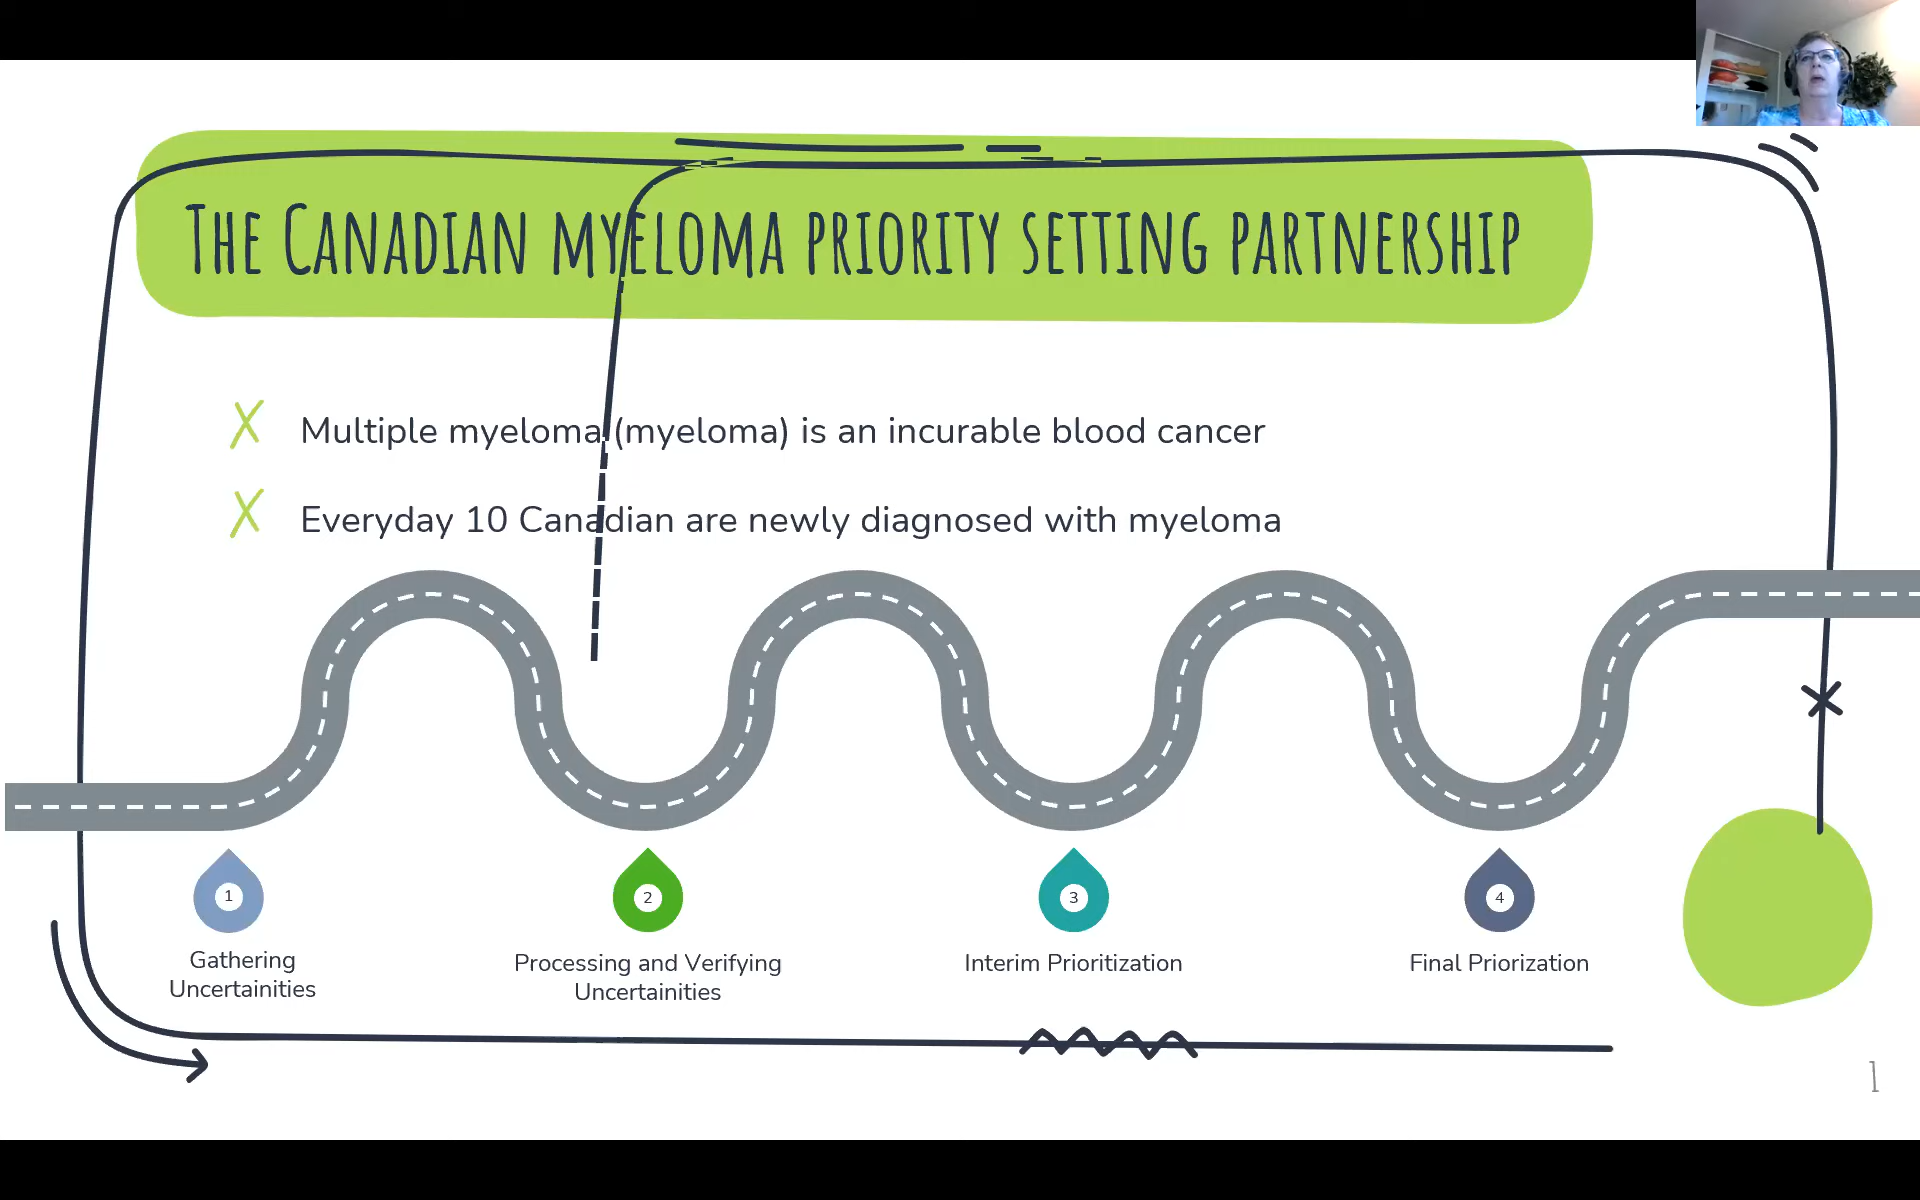 The Canadian myeloma priority setting partnership
Multiple myeloma (myeloma) is an incurable blood cancer
Everyday 10 Canadian are newly diagnosed with myeloma
1
2
3
4
Gathering
Uncertainities
Processing and Verifying
Uncertainities
Interim Prioritization
Final Priorization
1